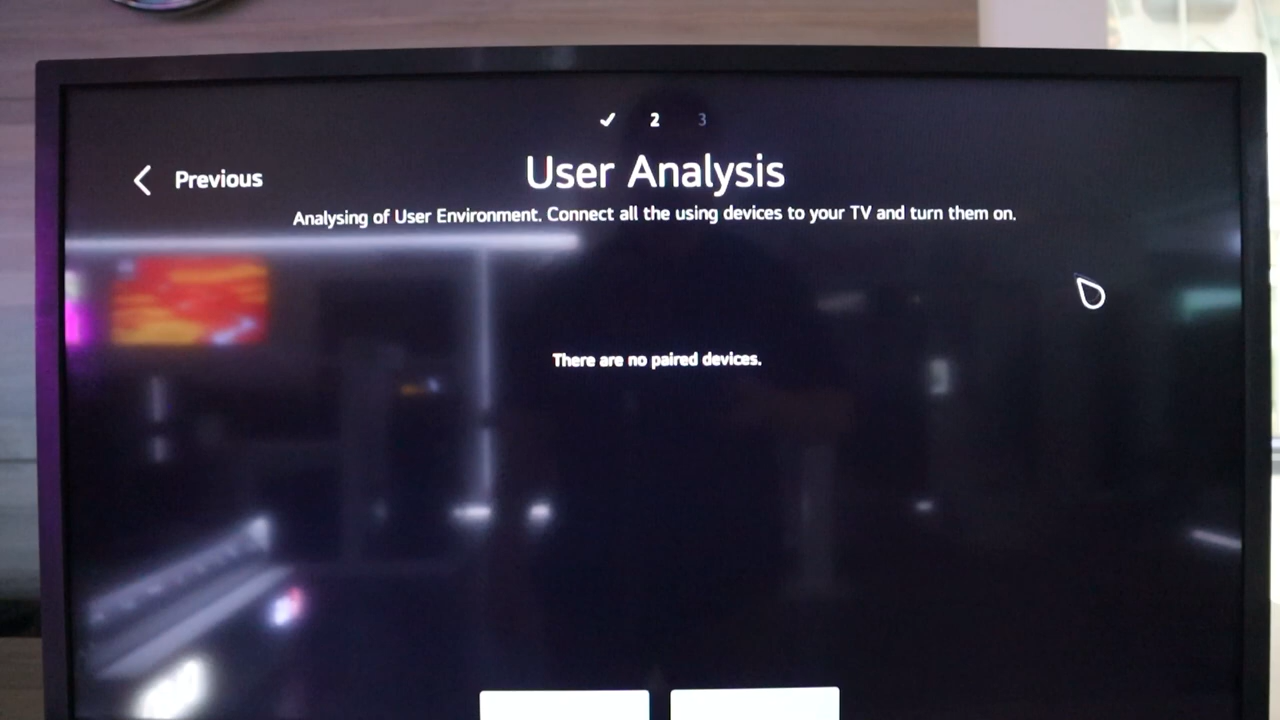 ✓ 2 3
Previous
User Analysis
Analysing of User Environment. Connect all the using devices to your TV and turn them on.
There are no paired devices.